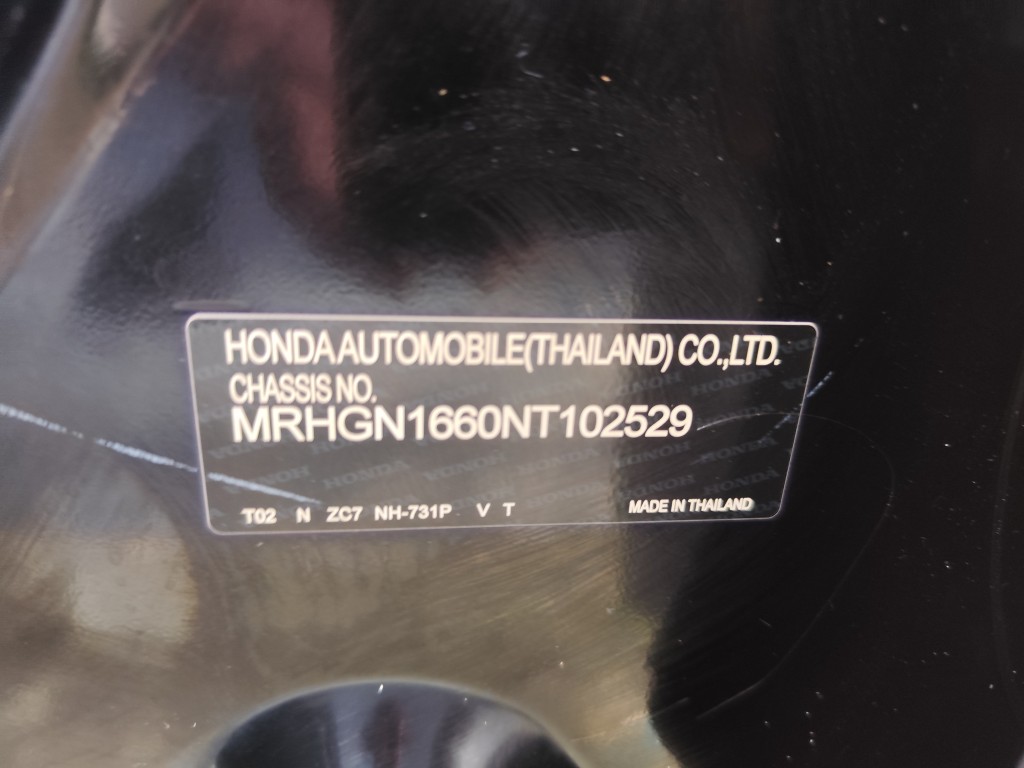 HONDA AUTOMOBILE(THAILAND) CO.,LTD.
CHASSIS NO.
MRHGN1660NT102529
T02 N ZC7 NH-731P V T
MADE IN THAILAND